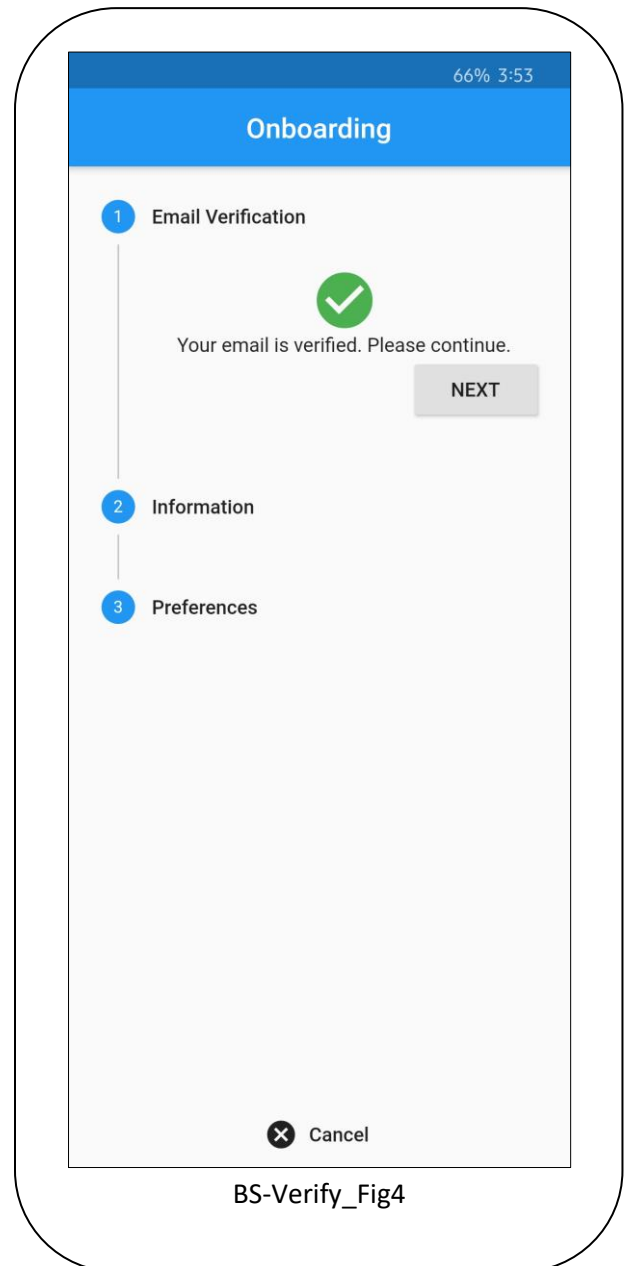 66% 3:53
Onboarding
1 Email Verification
Your email is verified. Please continue.
NEXT
2 Information
3 Preferences
Cancel
BS-Verify_Fig4